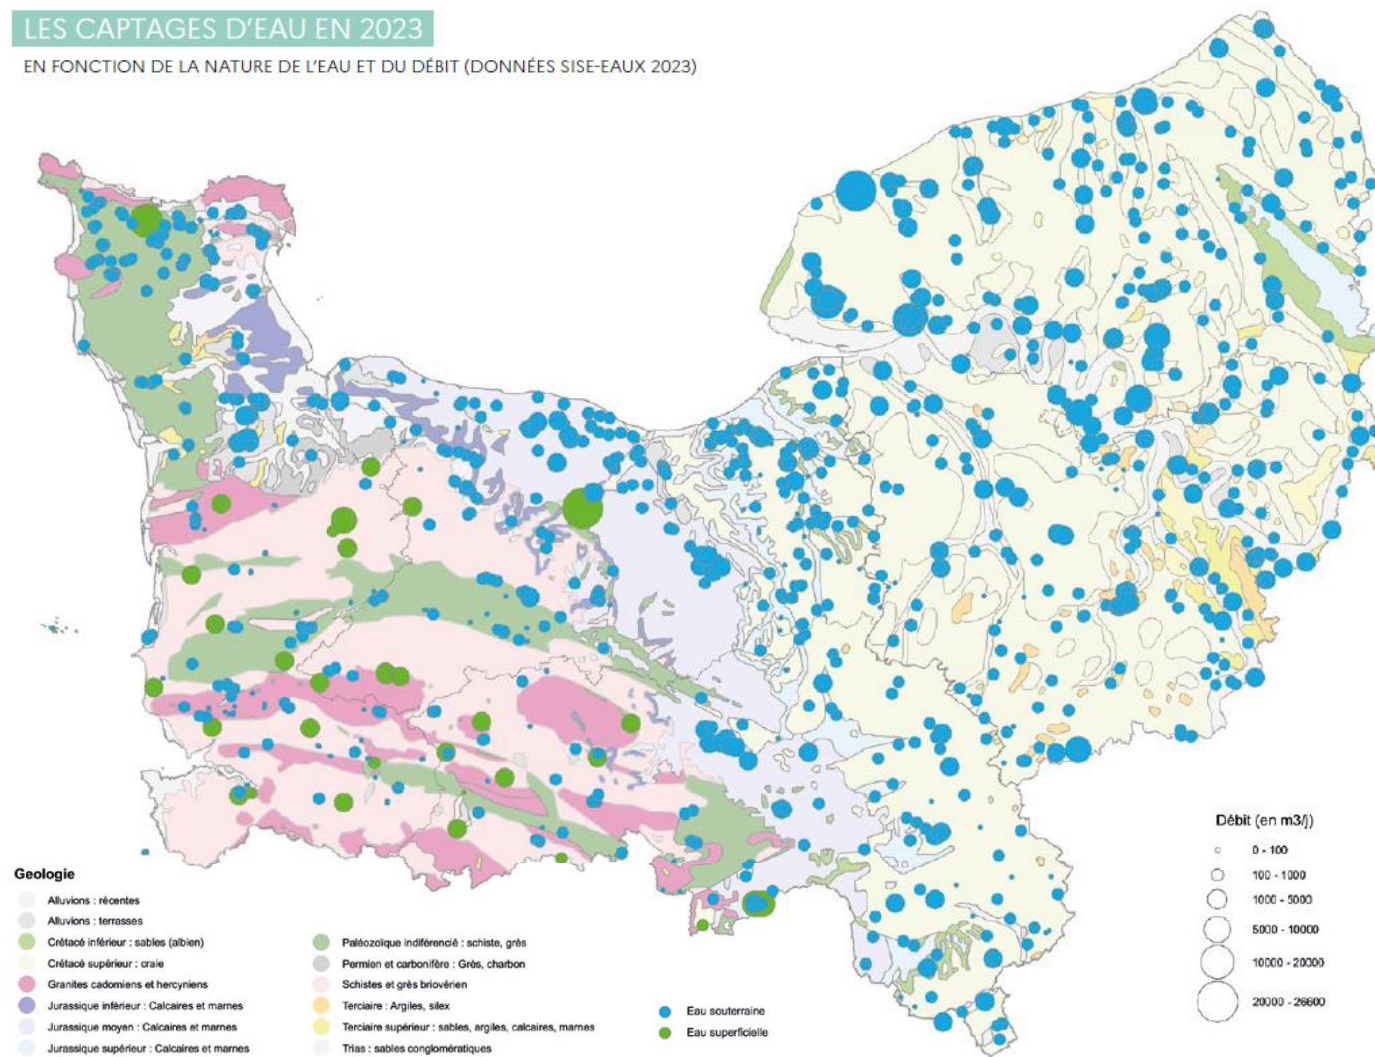 LES CAPTAGES D'EAU EN 2023
EN FONCTION DE LA NATURE DE L'EAU ET DU DÉBIT (DONNÉES SISE-EAUX 2023)
Geologie
Alluvions : récentes
Alluvions : terrasses
Crétacé inférieur : sables (albien)
Crétacé supérieur : craie
Granites cadomiens et hercyniens
Jurassique inférieur : Calcaires et marnes
Jurassique moyen : Calcaires et marnes
Jurassique supérieur : Calcaires et marnes
Paléozoïque indiférencié : schiste, grès
Permien et carbonifère : Grès, charbon
Schistes et grès briovérien
Terciaire : Argiles, silex
Terciaire supérieur : sables, argiles, calcaires, marnes
Trias : sables conglomératiques
Eau souterraine
Eau superficielle
Débit (en m3/j)
0 - 100
100 - 1000
1000 - 5000
5000 - 10000
10000 - 20000
20000 - 26600